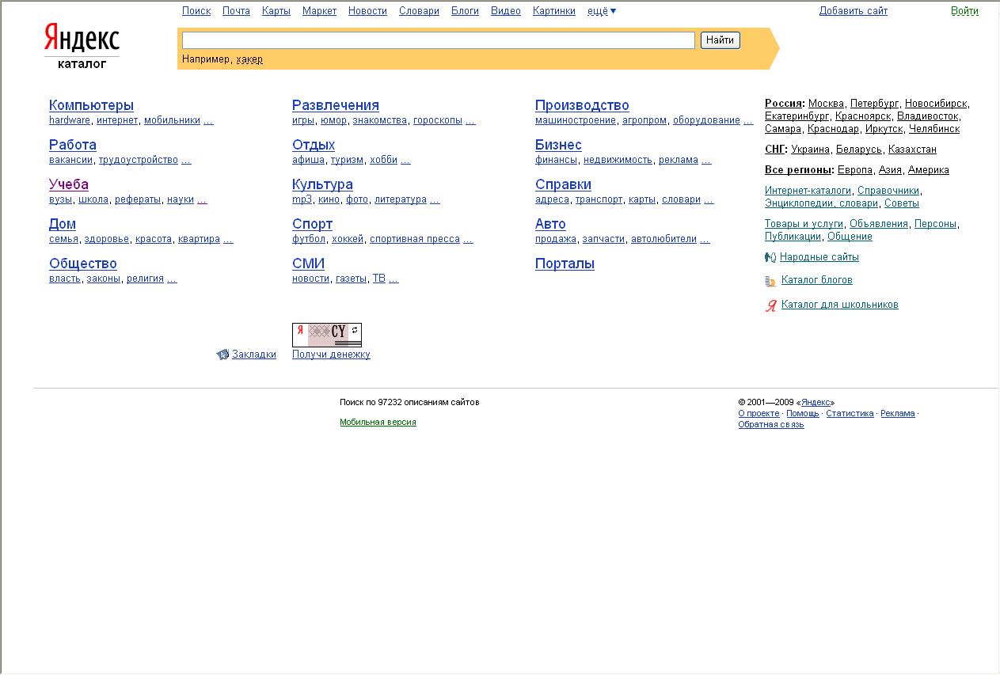 Поиск Почта Карты Маркет Новости Словари Блоги Видео Картинки ещё Добавить сайт Войти
Яндекс
каталог
Найти
Например, хакер
Компьютеры
hardware, интернет, мобильники ...
Работа
вакансии, трудоустройство ...
Учеба
вузы, школа, рефераты, науки ...
Дом
семья, здоровье, красота, квартира ...
Общество
власть, законы, религия ...
Развлечения
игры, юмор, знакомства, гороскопы ...
Отдых
афиша, туризм, хобби ...
Культура
mp3, кино, фото, литература ...
Спорт
футбол, хоккей, спортивная пресса ...
СМИ
новости, газеты, ТВ ...
Производство
машиностроение, агропром, оборудование ...
Бизнес
финансы, недвижимость, реклама ...
Справки
адреса, транспорт, карты, словари ...
Авто
продажа, запчасти, автолюбители ...
Порталы
Россия: Москва, Петербург, Новосибирск,
Екатеринбург, Красноярск, Владивосток,
Самара, Краснодар, Иркутск, Челябинск
СНГ: Украина, Беларусь, Казахстан
Все регионы: Европа, Азия, Америка
Интернет-каталоги, Справочники,
Энциклопедии, словари, Советы
Товары и услуги, Объявления, Персоны,
Публикации, Общение
Народные сайты
Каталог блогов
Я Каталог для школьников
Я CY
Закладки Получи денежку
Поиск по 97232 описаниям сайтов
Мобильная версия
© 2001—2009 «Яндекс»
О проекте · Помощь · Статистика · Реклама ·
Обратная связь